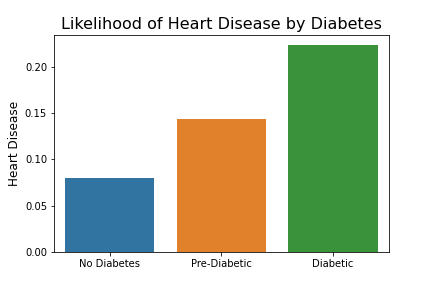 Likelihood of Heart Disease by Diabetes
Heart Disease
0.20
0.15
0.10
0.05
0.00
No Diabetes
Pre-Diabetic
Diabetic